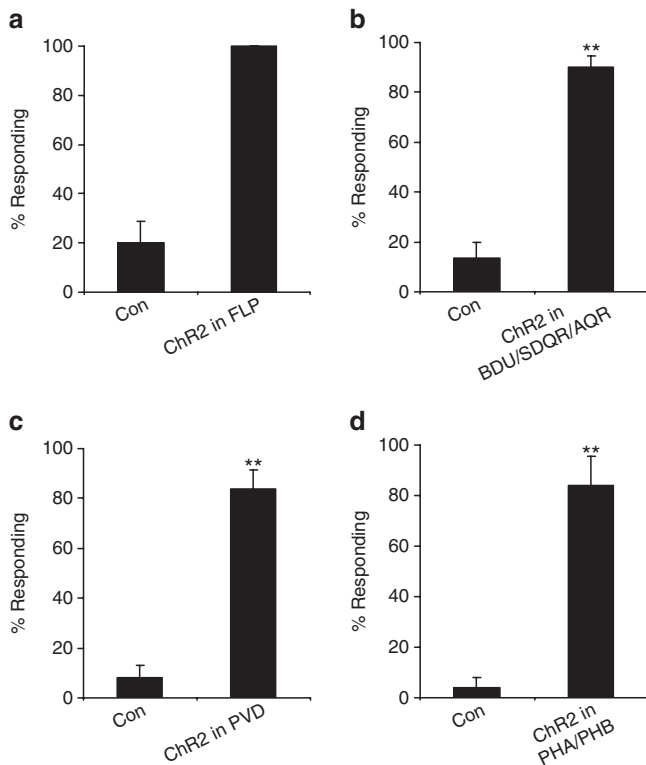 a
100
80
60
40
20
0
% Responding
Con
ChR2 in FLP
b
100
80
60
40
20
0
% Responding
**
Con
ChR2 in
BDU/SDQR/AQR
c
100
80
60
40
20
0
% Responding
**
Con
ChR2 in PVD
d
100
80
60
40
20
0
% Responding
**
Con
ChR2 in
PHA/PHB